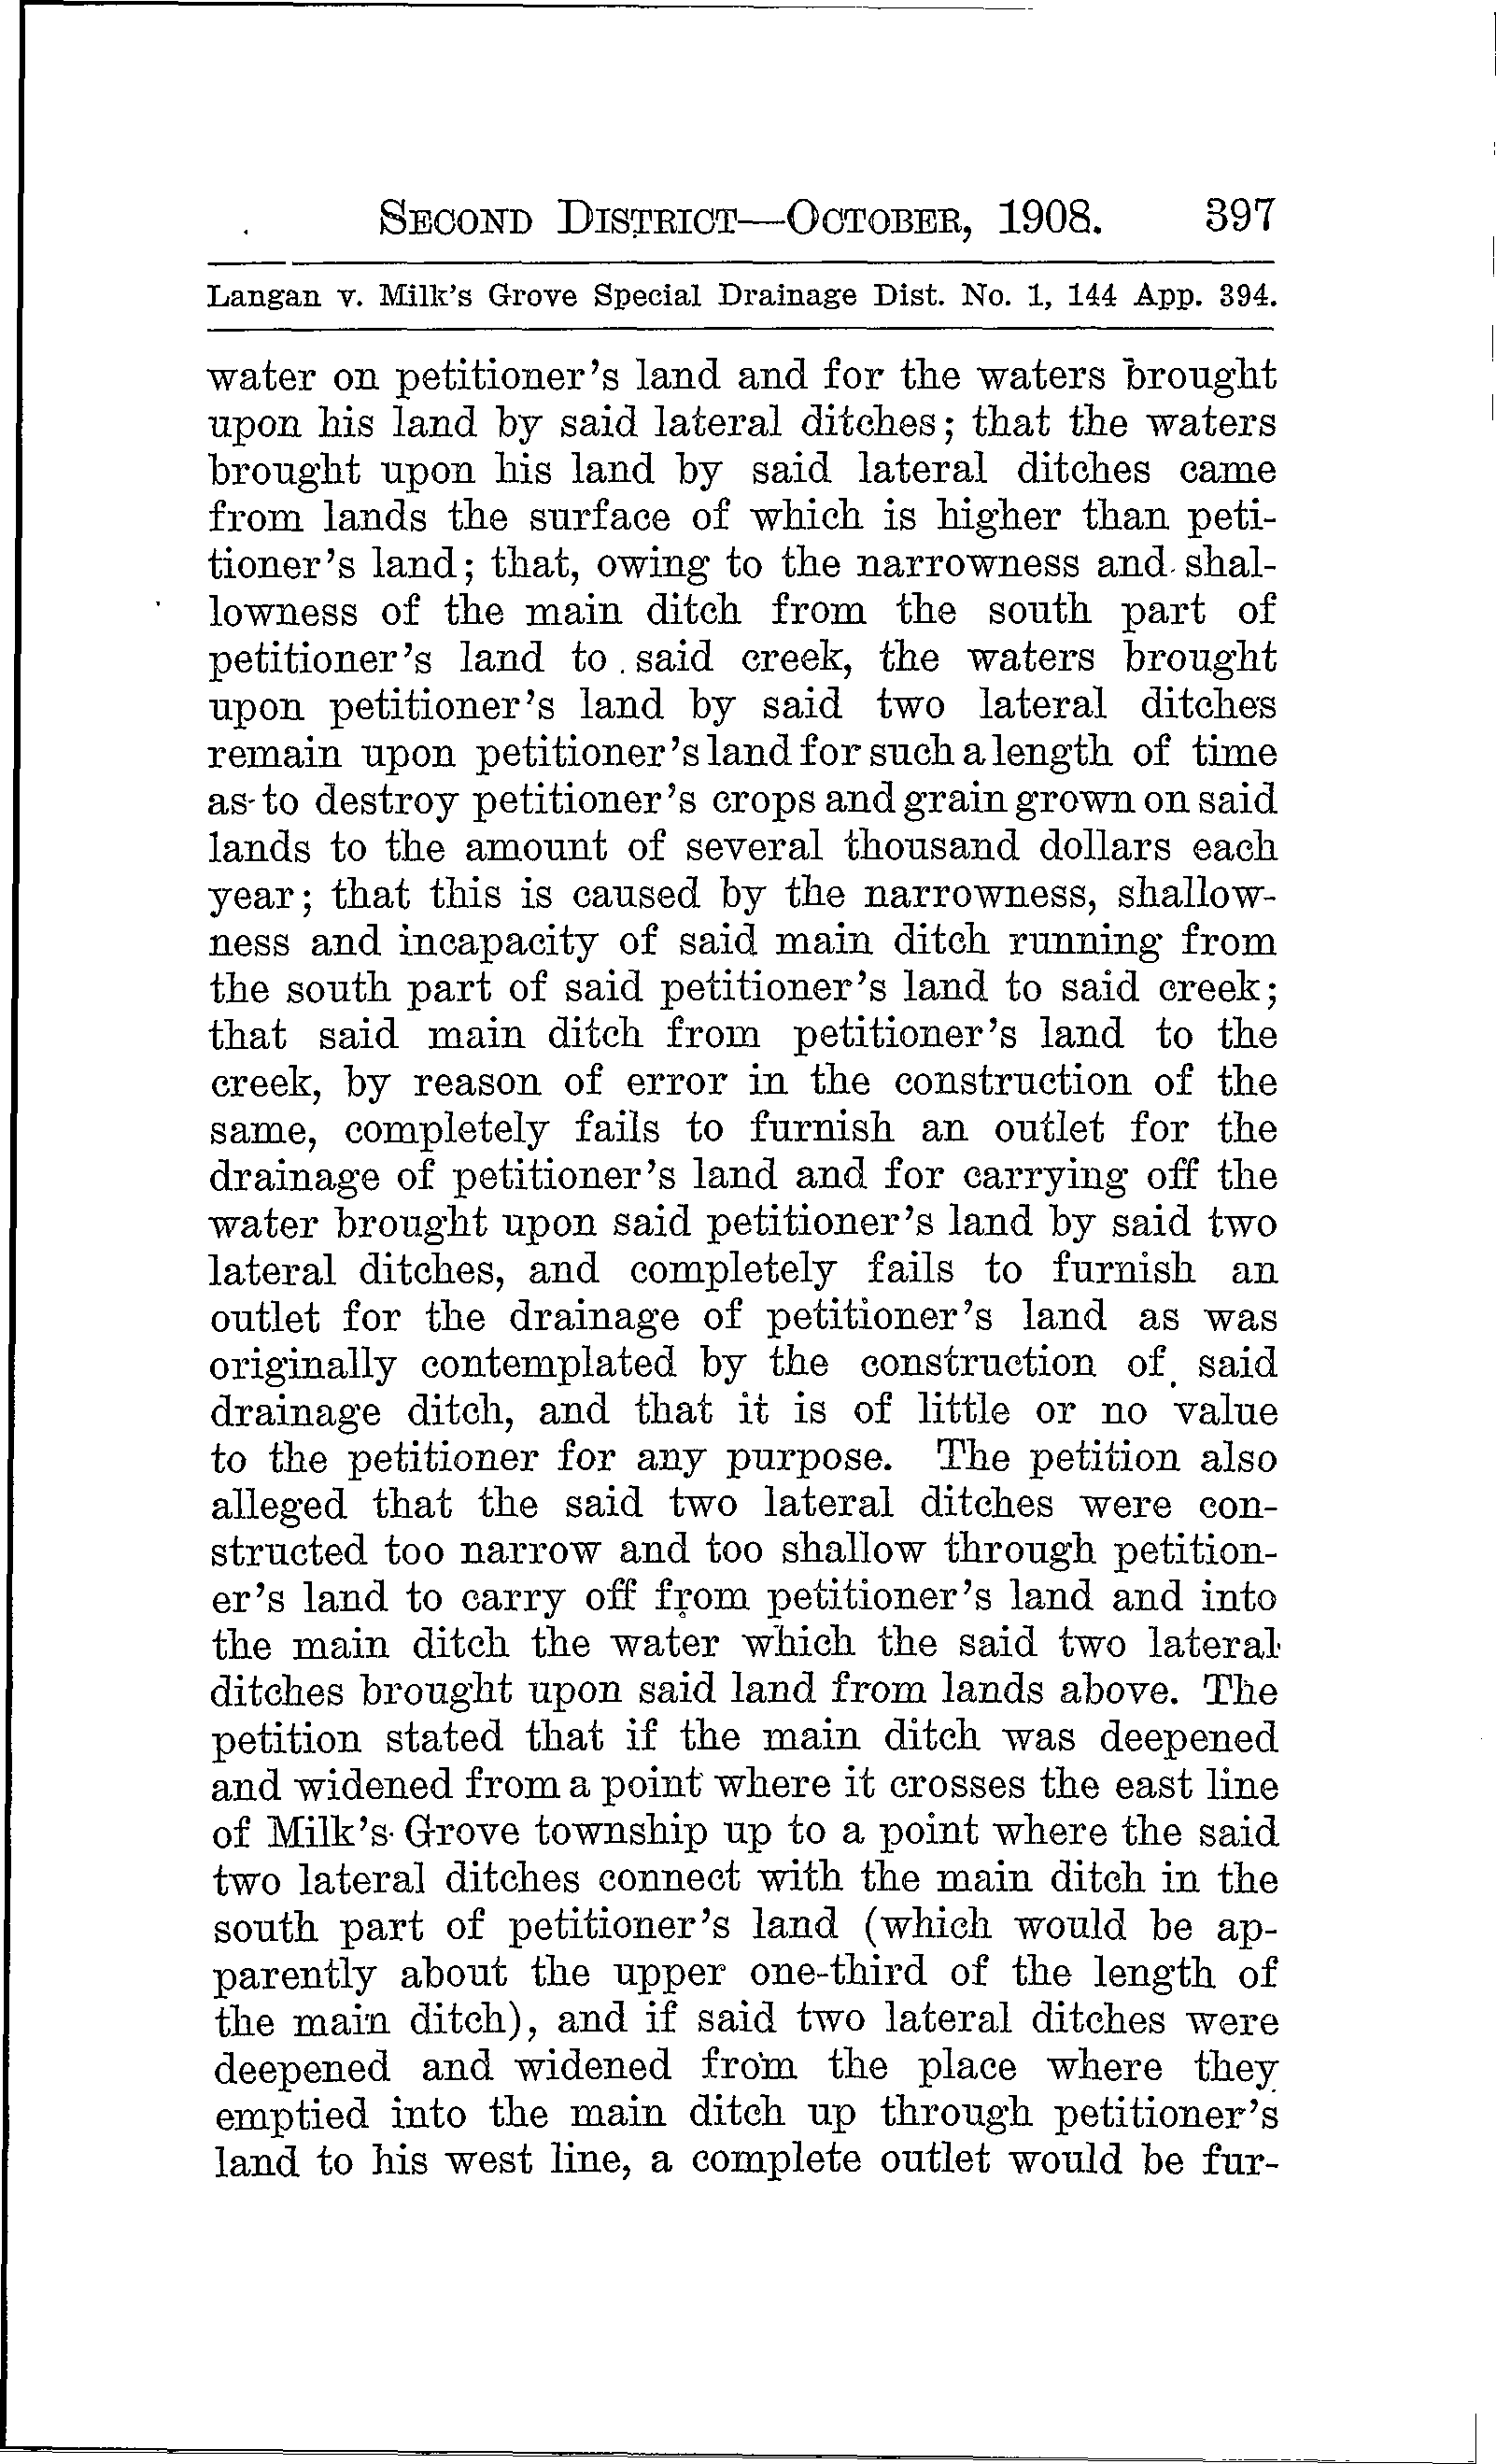 SECOND DISTRICT—OCTOBER, 1908. 397
Langan v. Milk's Grove Special Drainage Dist. No. 1, 144 App. 394.
water on petitioner's land and for the waters brought
upon his land by said lateral ditches; that the waters
brought upon his land by said lateral ditches came
from lands the surface of which is higher than peti-
tioner's land; that, owing to the narrowness and shal-
lowness of the main ditch from the south part of
petitioner's land to said creek, the waters brought
upon petitioner's land by said two lateral ditches
remain upon petitioner's land for such a length of time
as to destroy petitioner's crops and grain grown on said
lands to the amount of several thousand dollars each
year; that this is caused by the narrowness, shallow-
ness and incapacity of said main ditch running from
the south part of said petitioner's land to said creek;
that said main ditch from petitioner's land to the
creek, by reason of error in the construction of the
same, completely fails to furnish an outlet for the
drainage of petitioner's land and for carrying off the
water brought upon said petitioner's land by said two
lateral ditches, and completely fails to furnish an
outlet for the drainage of petitioner's land as was
originally contemplated by the construction of said
drainage ditch, and that it is of little or no value
to the petitioner for any purpose. The petition also
alleged that the said two lateral ditches were con-
structed too narrow and too shallow through petition-
er's land to carry off from petitioner's land and into
the main ditch the water which the said two lateral
ditches brought upon said land from lands above. The
petition stated that if the main ditch was deepened
and widened from a point where it crosses the east line
of Milk's Grove township up to a point where the said
two lateral ditches connect with the main ditch in the
south part of petitioner's land (which would be ap-
parently about the upper one-third of the length of
the main ditch), and if said two lateral ditches were
deepened and widened from the place where they
emptied into the main ditch up through petitioner's
land to his west line, a complete outlet would be fur-